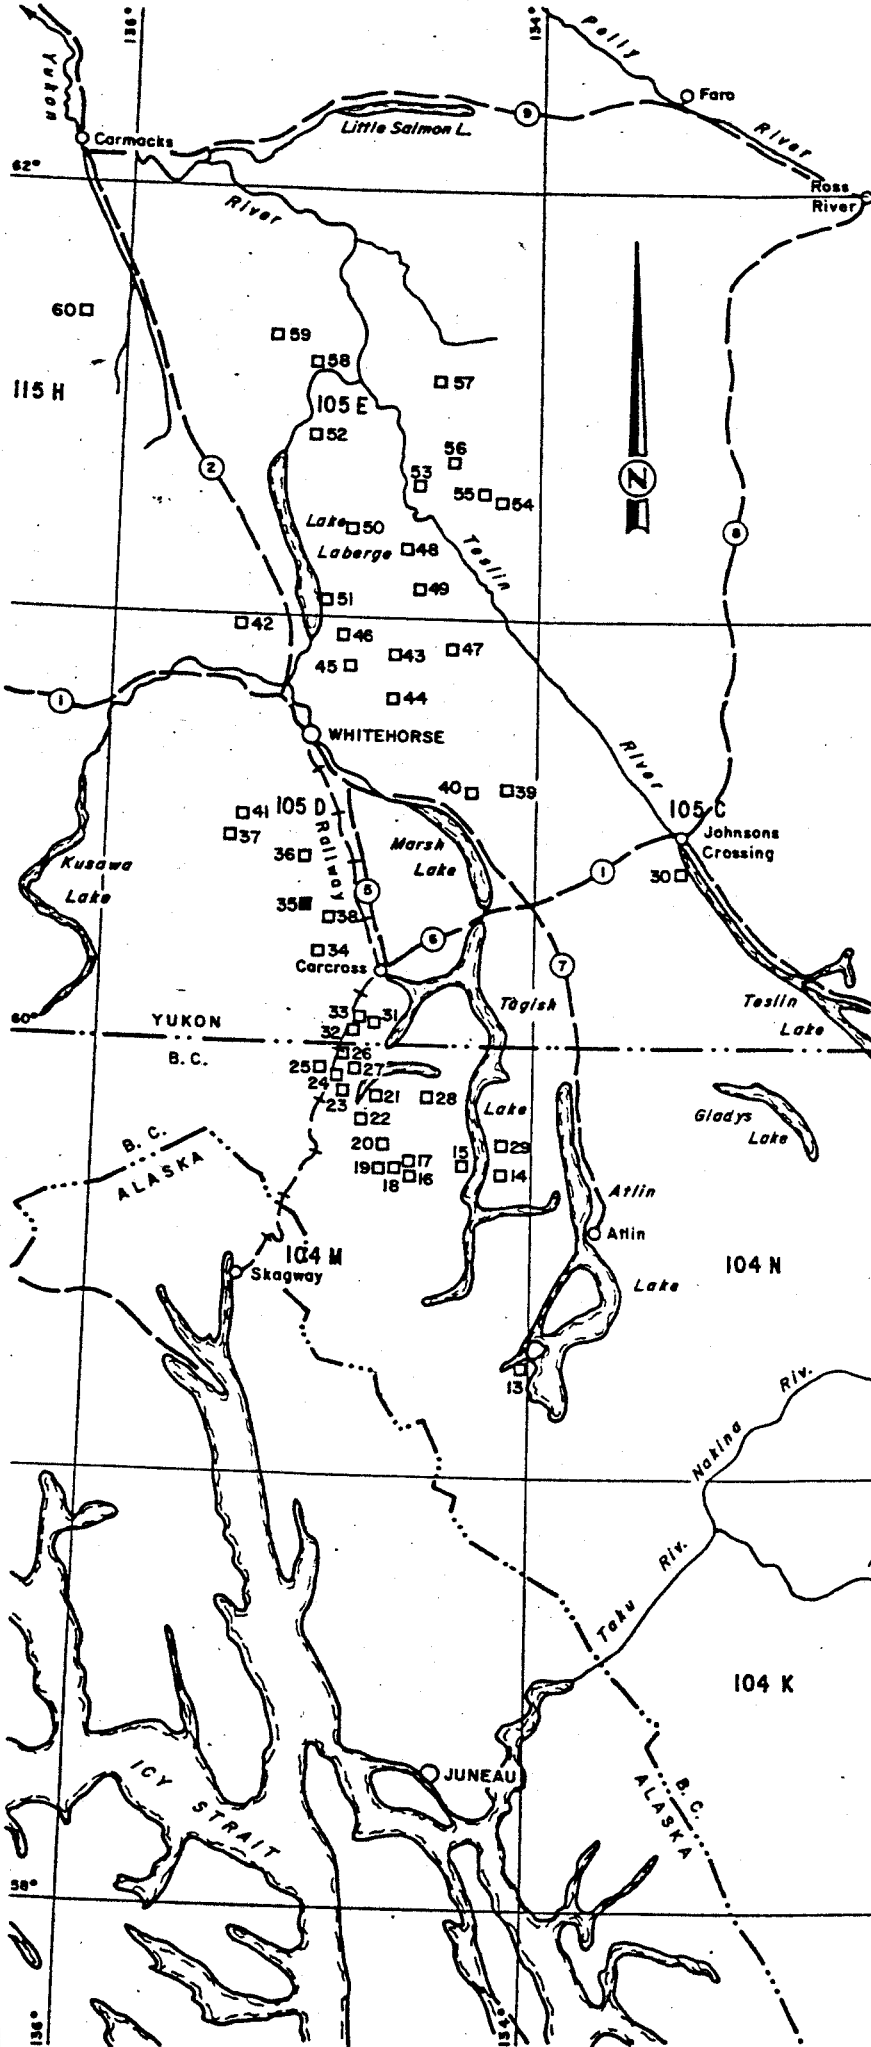 136°
134°
Pelly
Yukon
Faro
9
Little Salmon L.
River
Carmacks
62°
Ross
River
River
60
59
58
57
115 H
105 E
52
56
2
53
55
54
N
Lake
50
Laberge
48
Teslin
8
49
51
42
46
43
47
45
44
1
WHITEHORSE
River
40
39
105 D
105 C
41
37
Railway
Marsh
Lake
Johnsons
Crossing
36
Kusawa
Lake
1
30
5
35
38
6
34
Carcross
7
Tagish
Teslin
Lake
60°
YUKON
33
31
32
B.C.
26
25
27
24
23
21
28
22
Lake
Gladys
Lake
B.C.
ALASKA
20
17
15
29
19
18
16
14
Atlin
Atlin
104 M
Skagway
104 N
Lake
13
Riv.
Nakina
Riv.
Taku
104 K
ICY STRAIT
JUNEAU
B.C.
ALASKA
58°
136°
134°